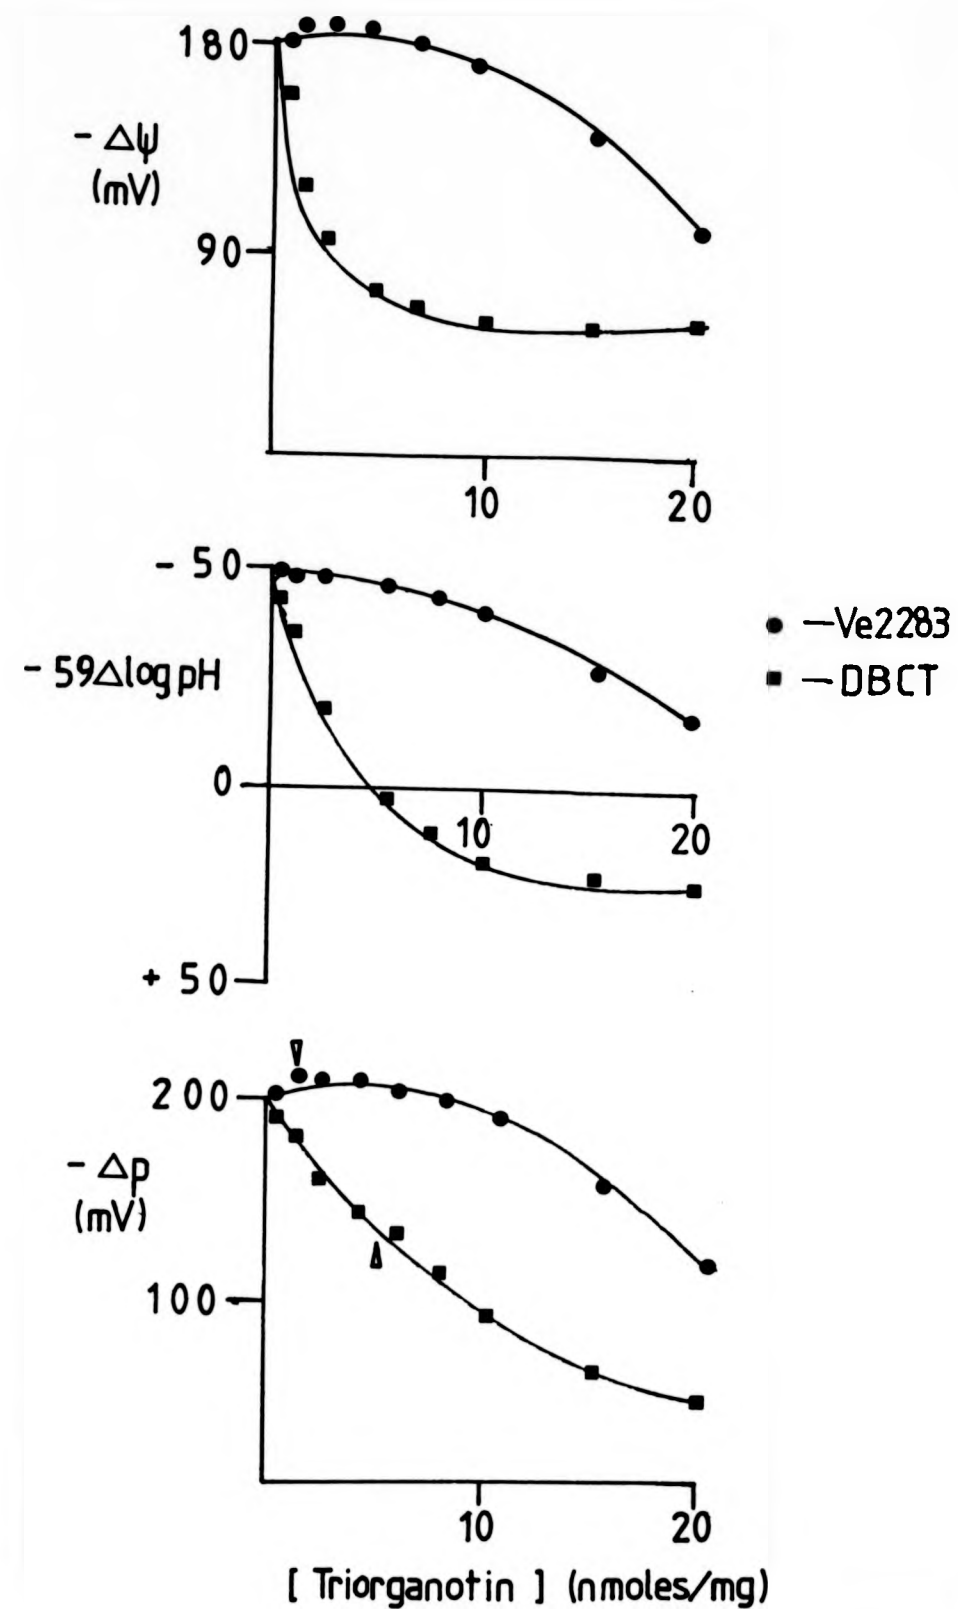 180
- Δψ
(mV)
90
10
20
- 50
- 59ΔlogpH
0
10
20
+ 50
●—Ve2283
■—DBCT
200
- Δp
(mV)
100
10
20
[ Triorganotin ] (nmoles/mg)